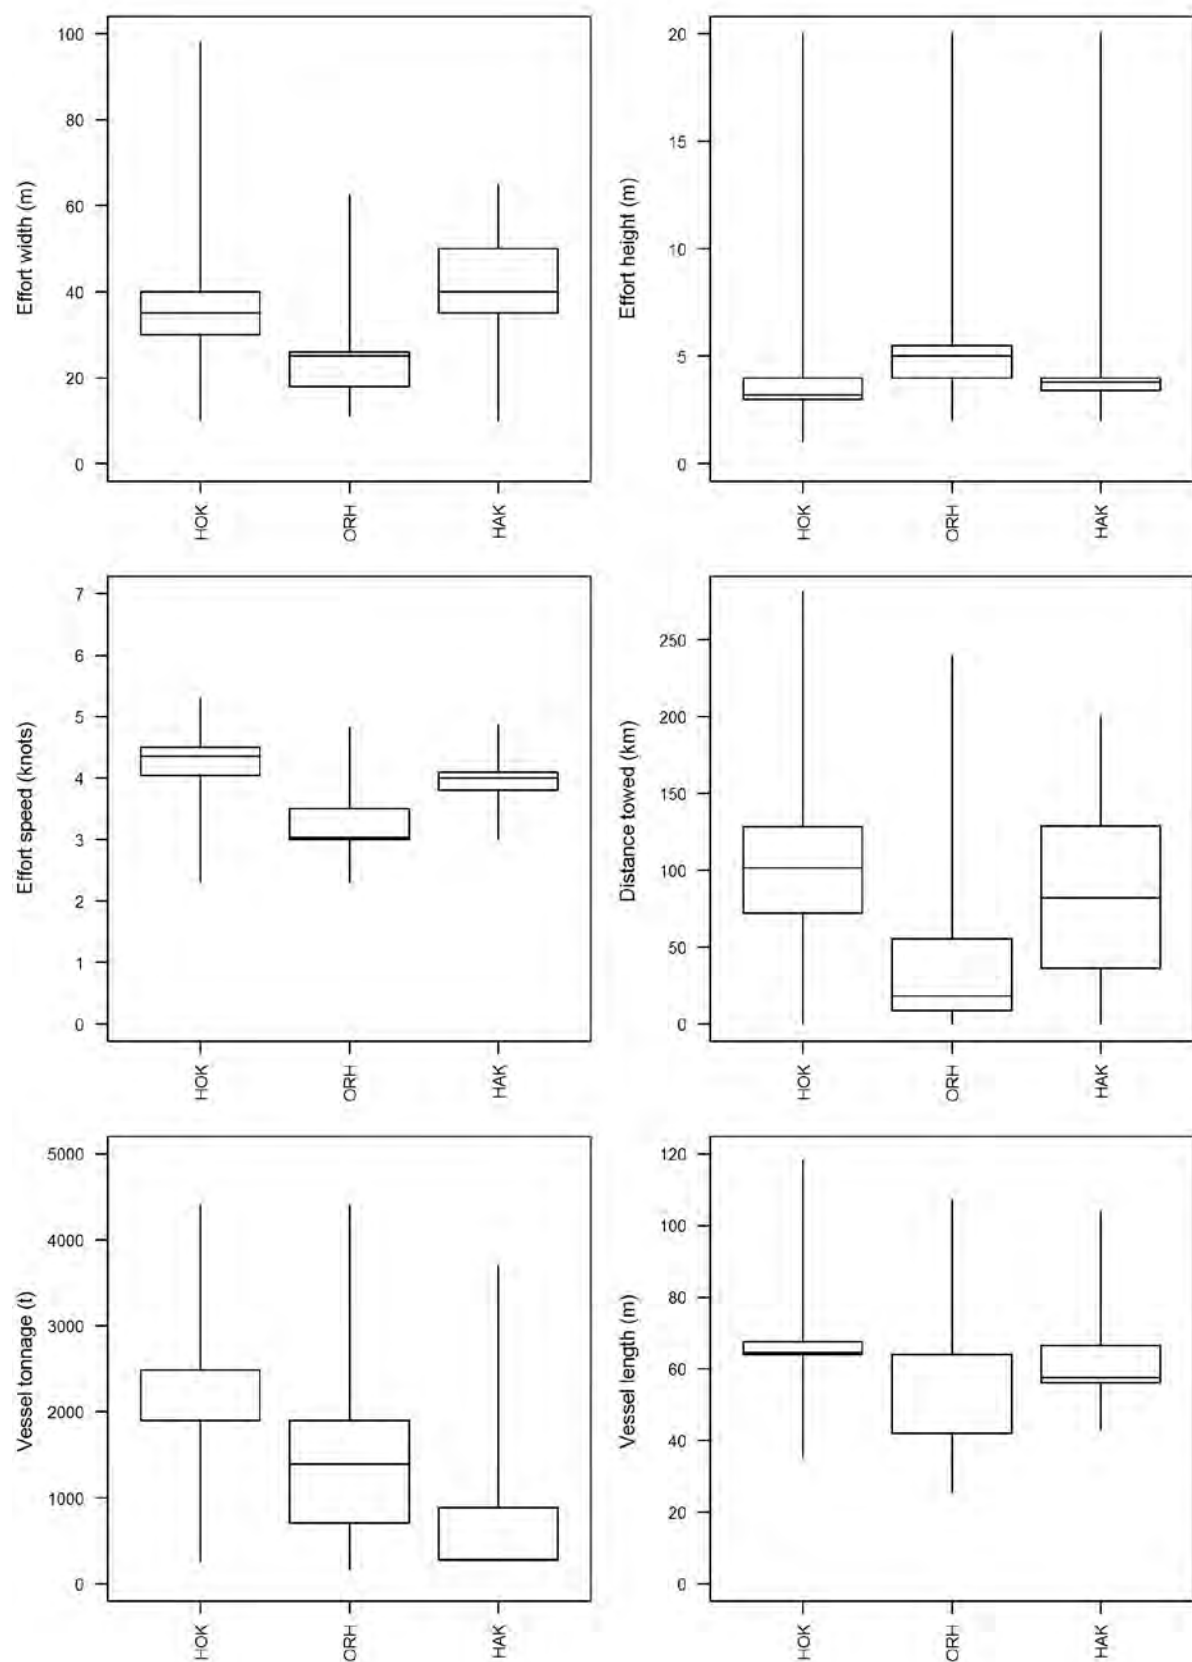 100
80
60
40
20
0
Effort width (m)
HOK
ORH
HAK
20
15
10
5
0
Effort height (m)
HOK
ORH
HAK
7
6
5
4
3
2
1
0
Effort speed (knots)
HOK
ORH
HAK
250
200
150
100
50
0
Distance towed (km)
HOK
ORH
HAK
5000
4000
3000
2000
1000
0
Vessel tonnage (t)
HOK
ORH
HAK
120
100
80
60
40
20
0
Vessel length (m)
HOK
ORH
HAK